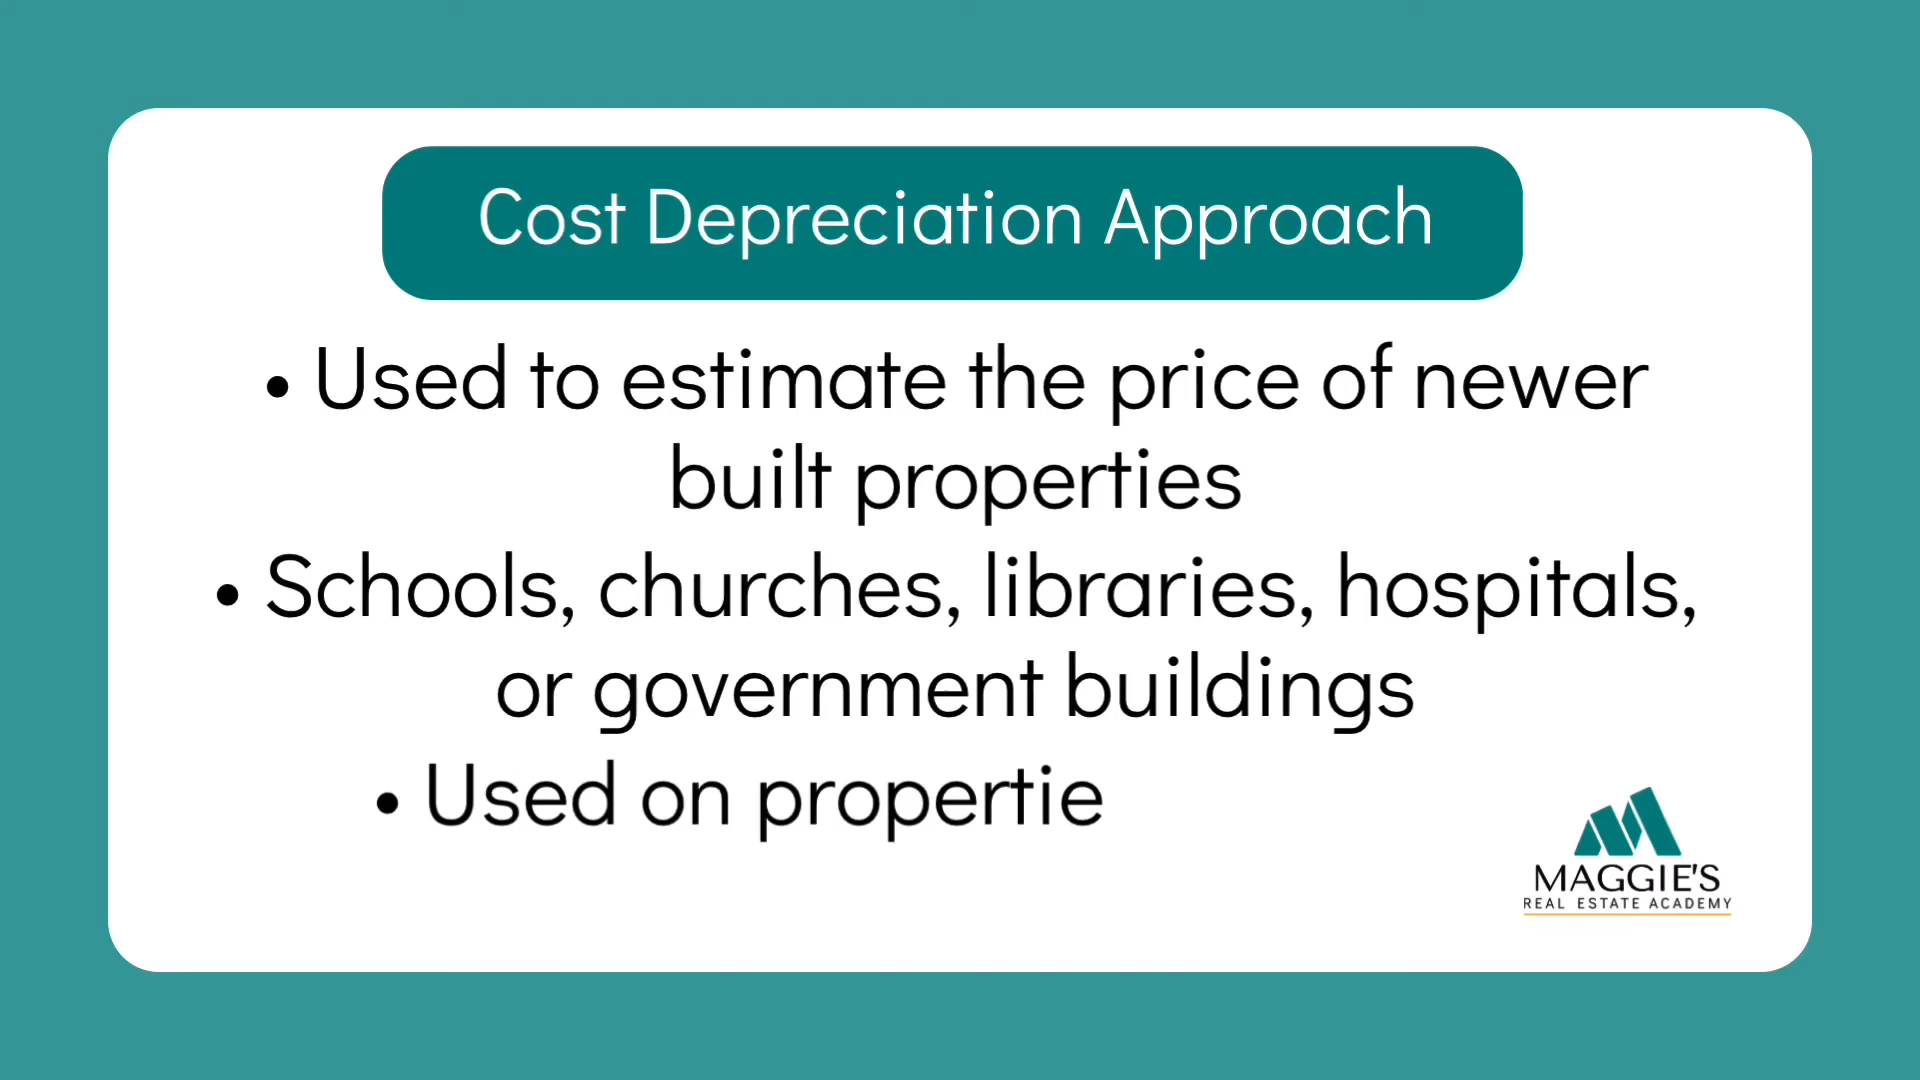 Cost Depreciation Approach
• Used to estimate the price of newer
built properties
• Schools, churches, libraries, hospitals,
or government buildings
• Used on propertie
MAGGIE'S
REAL ESTATE ACADEMY